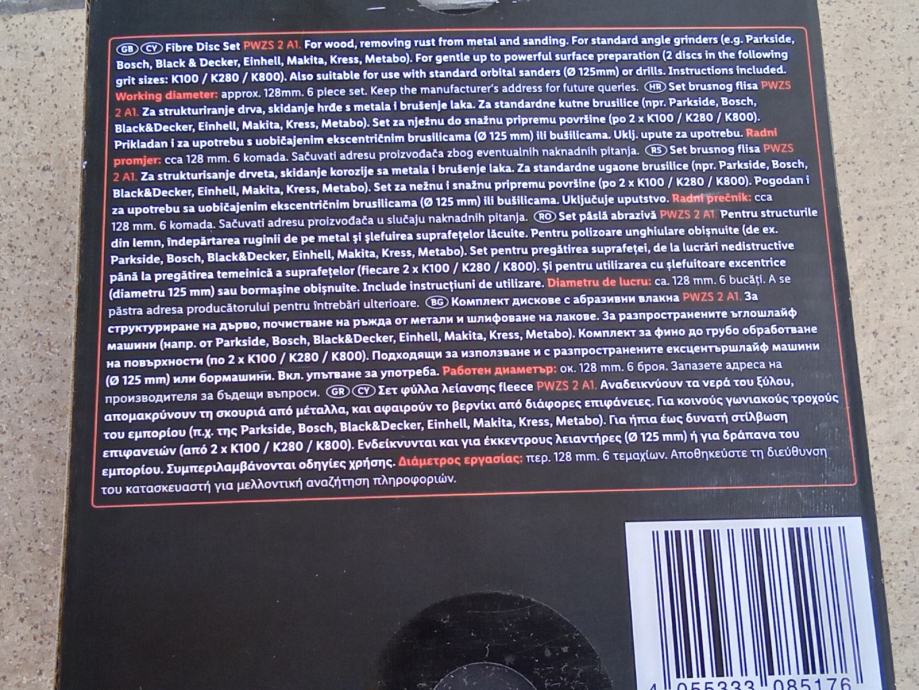 GB CY Fibre Disc Set PWZS 2 A1. For wood, removing rust from metal and sanding. For standard angle grinders (e.g. Parkside,
Bosch, Black & Decker, Einhell, Makita, Kress, Metabo). For gentle up to powerful surface preparation (2 discs in the following
grit sizes: K100 / K280 / K800). Also suitable for use with standard orbital sanders (Ø 125mm) or drills. Instructions included.
Working diameter: approx. 128mm. 6 piece set. Keep the manufacturer's address for future queries. HR Set brusnog flisa PWZS
2 A1. Za strukturiranje drva, skidanje hrđe s metala i brušenje laka. Za standardne kutne brusilice (npr. Parkside, Bosch,
Black&Decker, Einhell, Makita, Kress, Metabo). Set za nježnu do snažnu pripremu površine (po 2 x K100 / K280 / K800).
Prikladan i za upotrebu s uobičajenim ekscentričnim brusilicama (Ø 125 mm) ili bušilicama. Uklj. upute za upotrebu. Radni
promjer: cca 128 mm. 6 komada. Sačuvati adresu proizvođača zbog eventualnih naknadnih pitanja. RS Set brusnog flisa PWZS
2 A1. Za strukturisanje drveta, skidanje korozije sa metala i brušenje laka. Za standardne ugaone brusilice (npr. Parkside, Bosch,
Black&Decker, Einhell, Makita, Kress, Metabo). Set za nežnu i snažnu pripremu površine (po 2 x K100 / K280 / K800). Pogodan i
za upotrebu sa uobičajenim ekscentričnim brusilicama (Ø 125 mm) ili bušilicama. Uključuje uputstvo. Radni prečnik: cca
128 mm. 6 komada. Sačuvati adresu proizvođača u slučaju naknadnih pitanja. RO Set pâslă abrazivă PWZS 2 A1. Pentru structurile
din lemn, îndepărtarea ruginii de pe metal și șlefuirea suprafețelor lăcuite. Pentru polizoare unghiulare obișnuite (de ex.
Parkside, Bosch, Black&Decker, Einhell, Makita, Kress, Metabo). Set pentru pregătirea suprafeței, de la lucrări nedistructive
până la pregătirea temeinică a suprafețelor (fiecare 2 x K100 / K280 / K800). Și pentru utilizarea cu șlefuitoare excentrice
(diametru 125 mm) sau bormașine obișnuite. Include instrucțiuni de utilizare. Diametru de lucru: ca. 128 mm. 6 bucăți. A se
păstra adresa producătorului pentru întrebări ulterioare. BG Комплект дискове с абразивни влакна PWZS 2 A1. За
структуриране на дърво, почистване на ръжда от метали и шлифоване на лакове. За разпространените ъглошлайф
машини (напр. от Parkside, Bosch, Black&Decker, Einhell, Makita, Kress, Metabo). Комплект за фино до грубо обработване
на повърхности (по 2 x K100 / K280 / K800). Подходящи за използване и с разпространените ексцентършлайф машини
(Ø 125 mm) или бормашини. Вкл. упътване за употреба. Работен диаметър: ок. 128 mm. 6 броя. Запазете адреса на
производителя за бъдещи въпроси. GR CY Σετ φύλλα λείανσης fleece PWZS 2 A1. Αναδεικνύουν τα νερά του ξύλου,
απομακρύνουν τη σκουριά από μέταλλα, και αφαιρούν το βερνίκι από διάφορες επιφάνειες. Για κοινούς γωνιακούς τροχούς
του εμπορίου (π.χ. της Parkside, Bosch, Black&Decker, Einhell, Makita, Kress, Metabo). Για ήπια έως δυνατή στίλβωση
επιφανειών (από 2 x K100 / K280 / K800). Ενδείκνυνται και για έκκεντρους λειαντήρες (Ø 125 mm) ή για δράπανα του
εμπορίου. Συμπεριλαμβάνονται οδηγίες χρήσης. Διάμετρος εργασίας: περ. 128 mm. 6 τεμαχίων. Αποθηκεύστε τη διεύθυνση
του κατασκευαστή για μελλοντική αναζήτηση πληροφοριών.
4 055333 085176